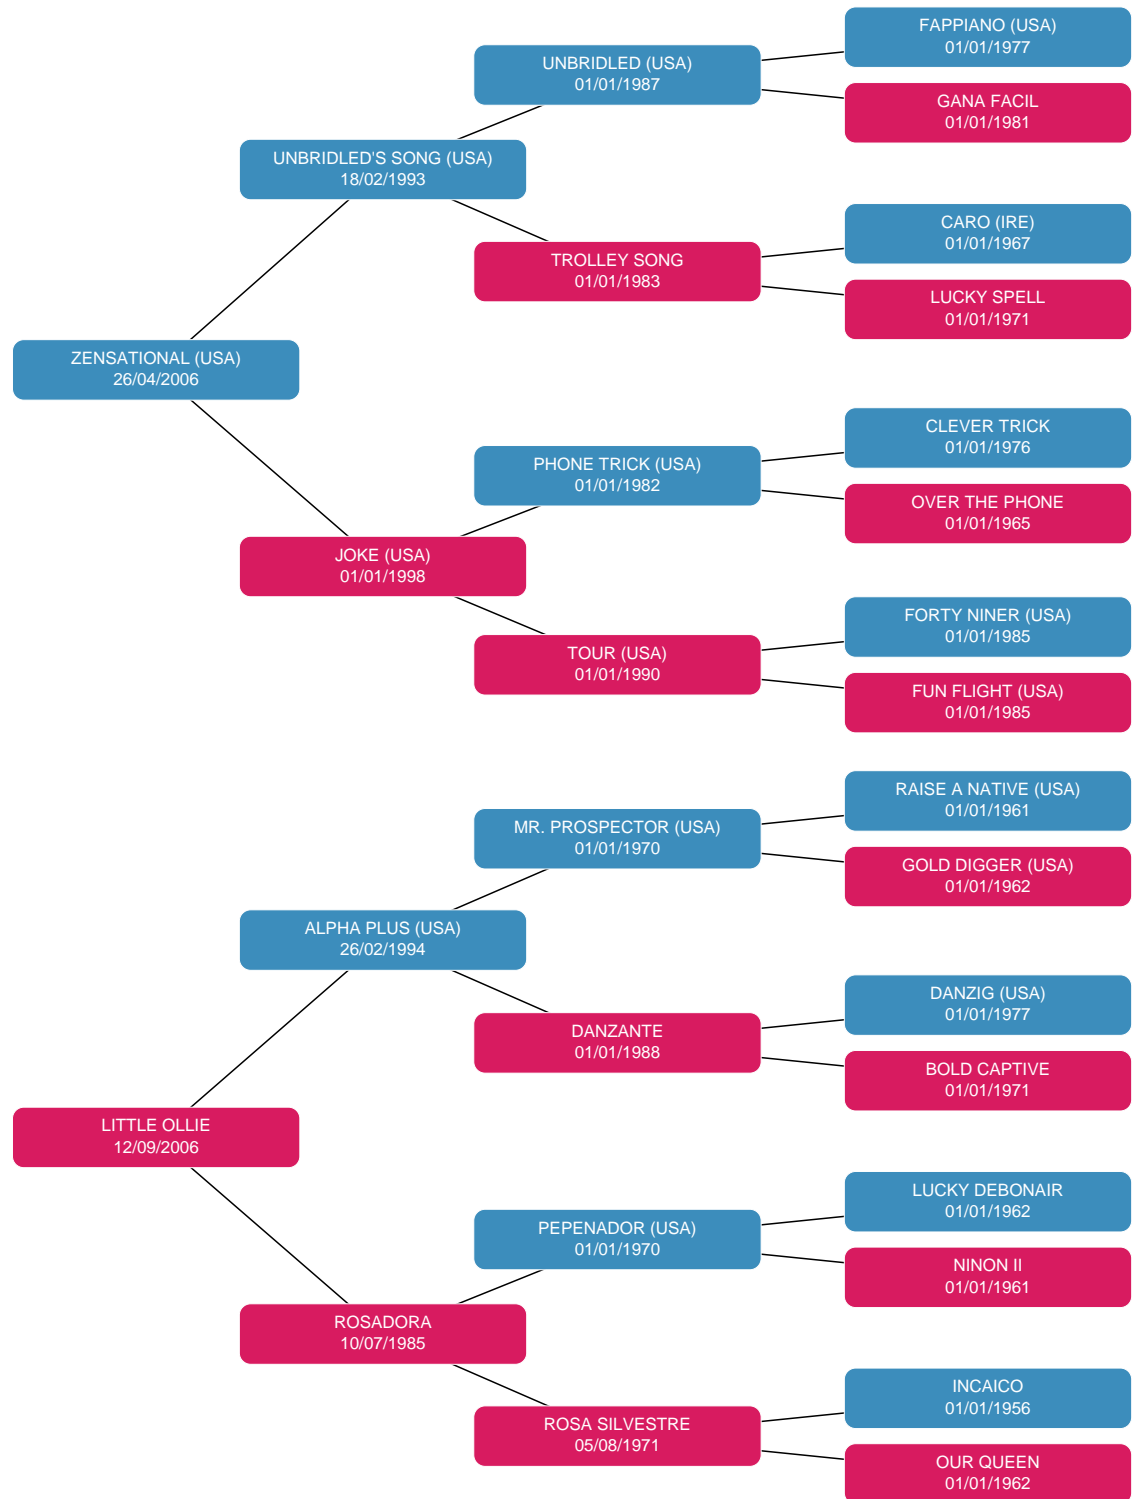 FAPPIANO (USA)
01/01/1977
UNBRIDLED (USA)
01/01/1987
GANA FACIL
01/01/1981
UNBRIDLED'S SONG (USA)
18/02/1993
CARO (IRE)
01/01/1967
TROLLEY SONG
01/01/1983
LUCKY SPELL
01/01/1971
ZENSATIONAL (USA)
26/04/2006
CLEVER TRICK
01/01/1976
PHONE TRICK (USA)
01/01/1982
OVER THE PHONE
01/01/1965
JOKE (USA)
01/01/1998
FORTY NINER (USA)
01/01/1985
TOUR (USA)
01/01/1990
FUN FLIGHT (USA)
01/01/1985
RAISE A NATIVE (USA)
01/01/1961
MR. PROSPECTOR (USA)
01/01/1970
GOLD DIGGER (USA)
01/01/1962
ALPHA PLUS (USA)
26/02/1994
DANZIG (USA)
01/01/1977
DANZANTE
01/01/1988
BOLD CAPTIVE
01/01/1971
LITTLE OLLIE
12/09/2006
LUCKY DEBONAIR
01/01/1962
PEPENADOR (USA)
01/01/1970
NINON II
01/01/1961
ROSADORA
10/07/1985
INCAICO
01/01/1956
ROSA SILVESTRE
05/08/1971
OUR QUEEN
01/01/1962